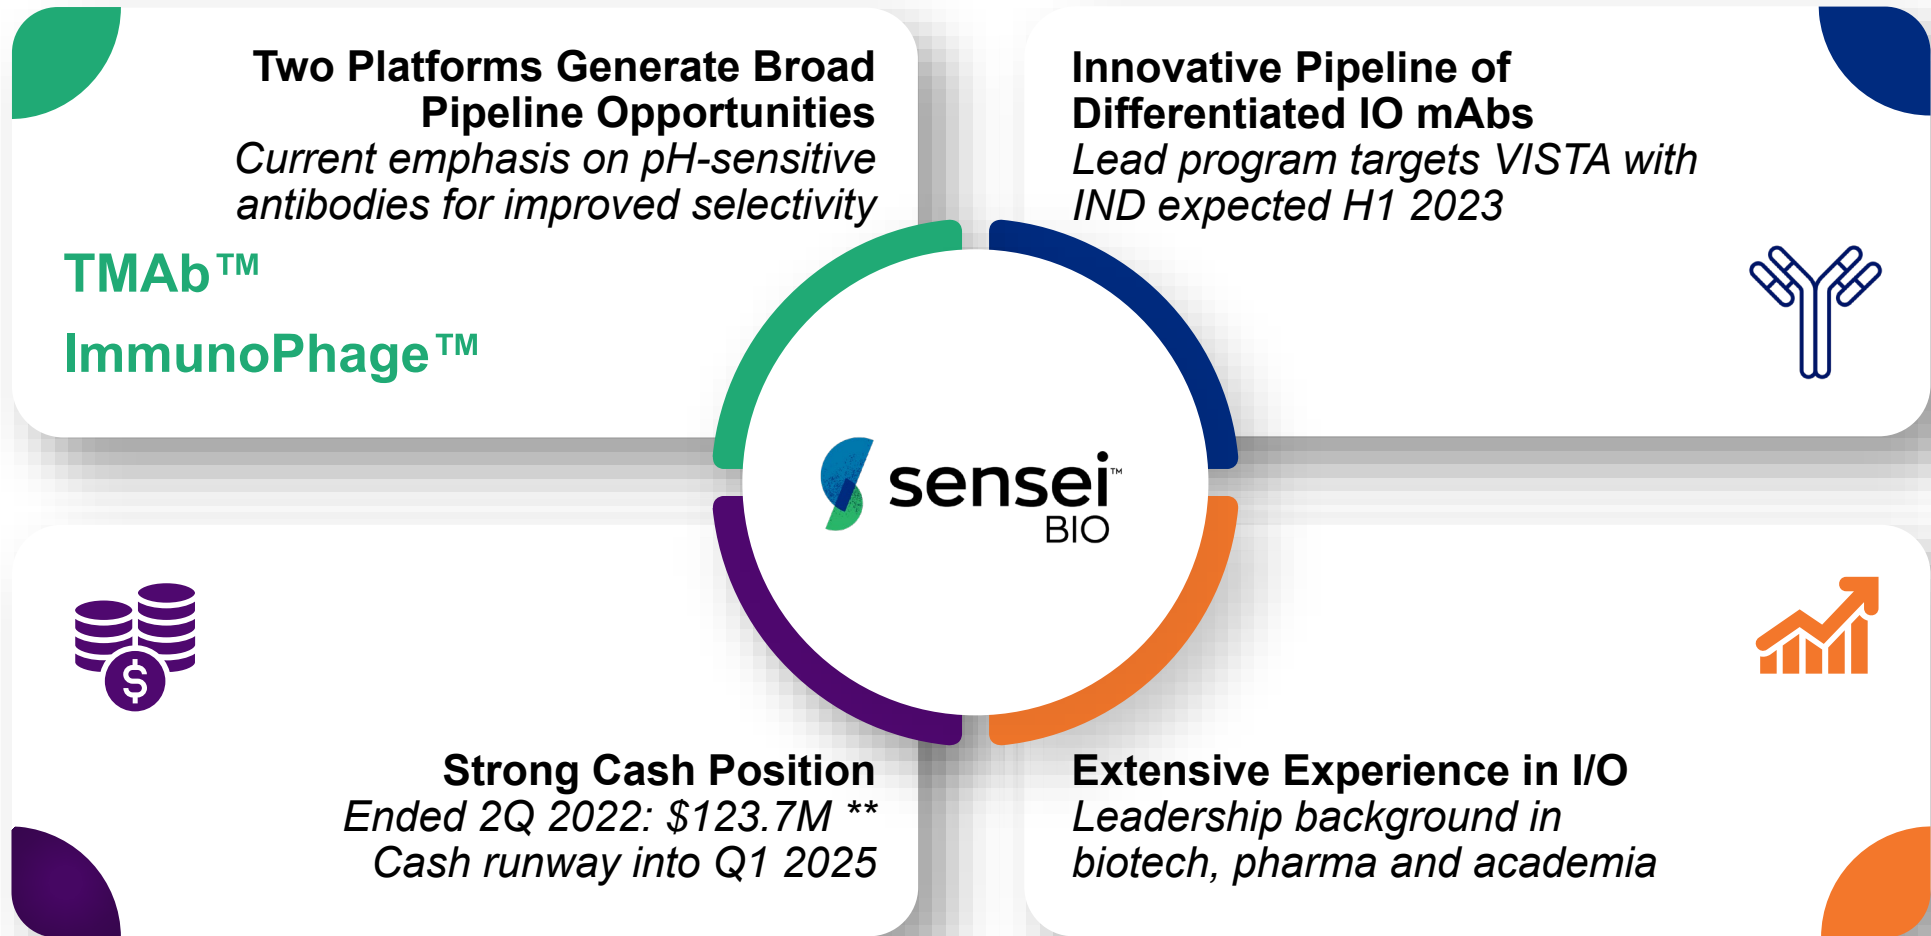 Two Platforms Generate Broad
Pipeline Opportunities
Current emphasis on pH-sensitive
antibodies for improved selectivity
TMAb™
ImmunoPhage™
Innovative Pipeline of
Differentiated IO mAbs
Lead program targets VISTA with
IND expected H1 2023
sensei™
BIO
$
Strong Cash Position
Ended 2Q 2022: $123.7M **
Cash runway into Q1 2025
Extensive Experience in I/O
Leadership background in
biotech, pharma and academia